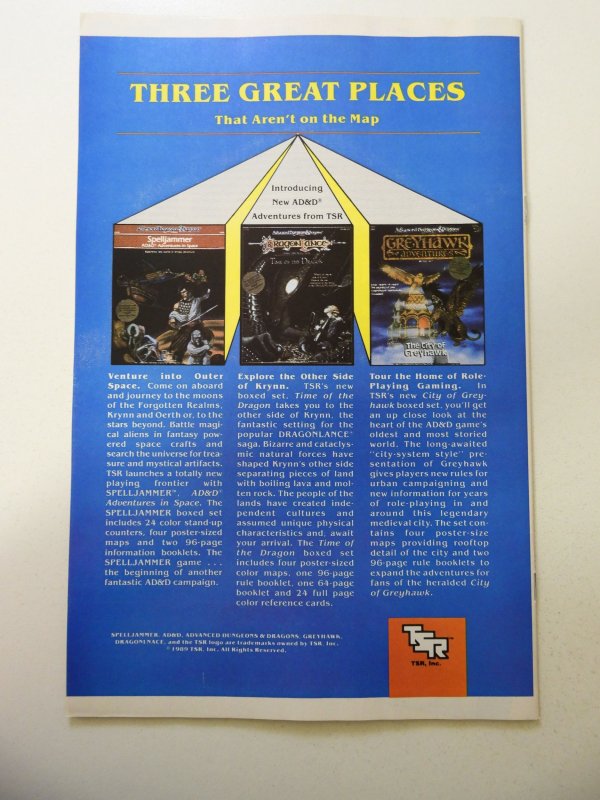 THREE GREAT PLACES
That Aren't on the Map
Introducing
New AD&D®
Adventures from TSR
Advanced Dungeons & Dragons
Spelljammer
AD&D® Adventures in Space
Advanced Dungeons & Dragons
DRAGONLANCE
TIME OF THE DRAGON
Advanced Dungeons & Dragons
GREYHAWK
ADVENTURES
The City of
Greyhawk
Venture into Outer
Space. Come on aboard
and journey to the moons
of the Forgotten Realms,
Krynn and Oerth or, to the
stars beyond. Battle magi-
cal aliens in fantasy pow-
ered space crafts and
search the universe for trea-
sure and mystical artifacts.
TSR launches a totally new
playing frontier with
SPELLJAMMER™, AD&D®
Adventures in Space. The
SPELLJAMMER boxed set
includes 24 color stand-up
counters, four poster-sized
maps and two 96-page
information booklets. The
SPELLJAMMER game . . .
the beginning of another
fantastic AD&D campaign.
Explore the Other Side
of Krynn. TSR's new
boxed set, Time of the
Dragon takes you to the
other side of Krynn, the
fantastic setting for the
popular DRAGONLANCE®
saga. Bizarre and cataclys-
mic natural forces have
shaped Krynn's other side
separating pieces of land
with boiling lava and mol-
ten rock. The people of the
lands have created inde-
pendent cultures and
assumed unique physical
characteristics and, await
your arrival. The Time of
the Dragon boxed set
includes four poster-sized
color maps, one 96-page
rule booklet, one 64-page
booklet and 24 full page
color reference cards.
Tour the Home of Role-
Playing Gaming. In
TSR's new City of Grey-
hawk boxed set, you'll get
an up close look at the
heart of the AD&D game's
oldest and most storied
world. The long-awaited
"city-system style" pre-
sentation of Greyhawk
gives players new rules for
urban campaigning and
new information for years
of role-playing in and
around this legendary
medieval city. The set con-
tains four poster-size
maps providing rooftop
detail of the city and two
96-page rule booklets to
expand the adventures for
fans of the heralded City
of Greyhawk.
SPELLJAMMER, AD&D, ADVANCED DUNGEONS & DRAGONS, GREYHAWK,
DRAGONLNACE, and the TSR logo are trademarks owned by TSR, Inc.
©1989 TSR, Inc. All Rights Reserved.
TSR™
TSR, Inc.